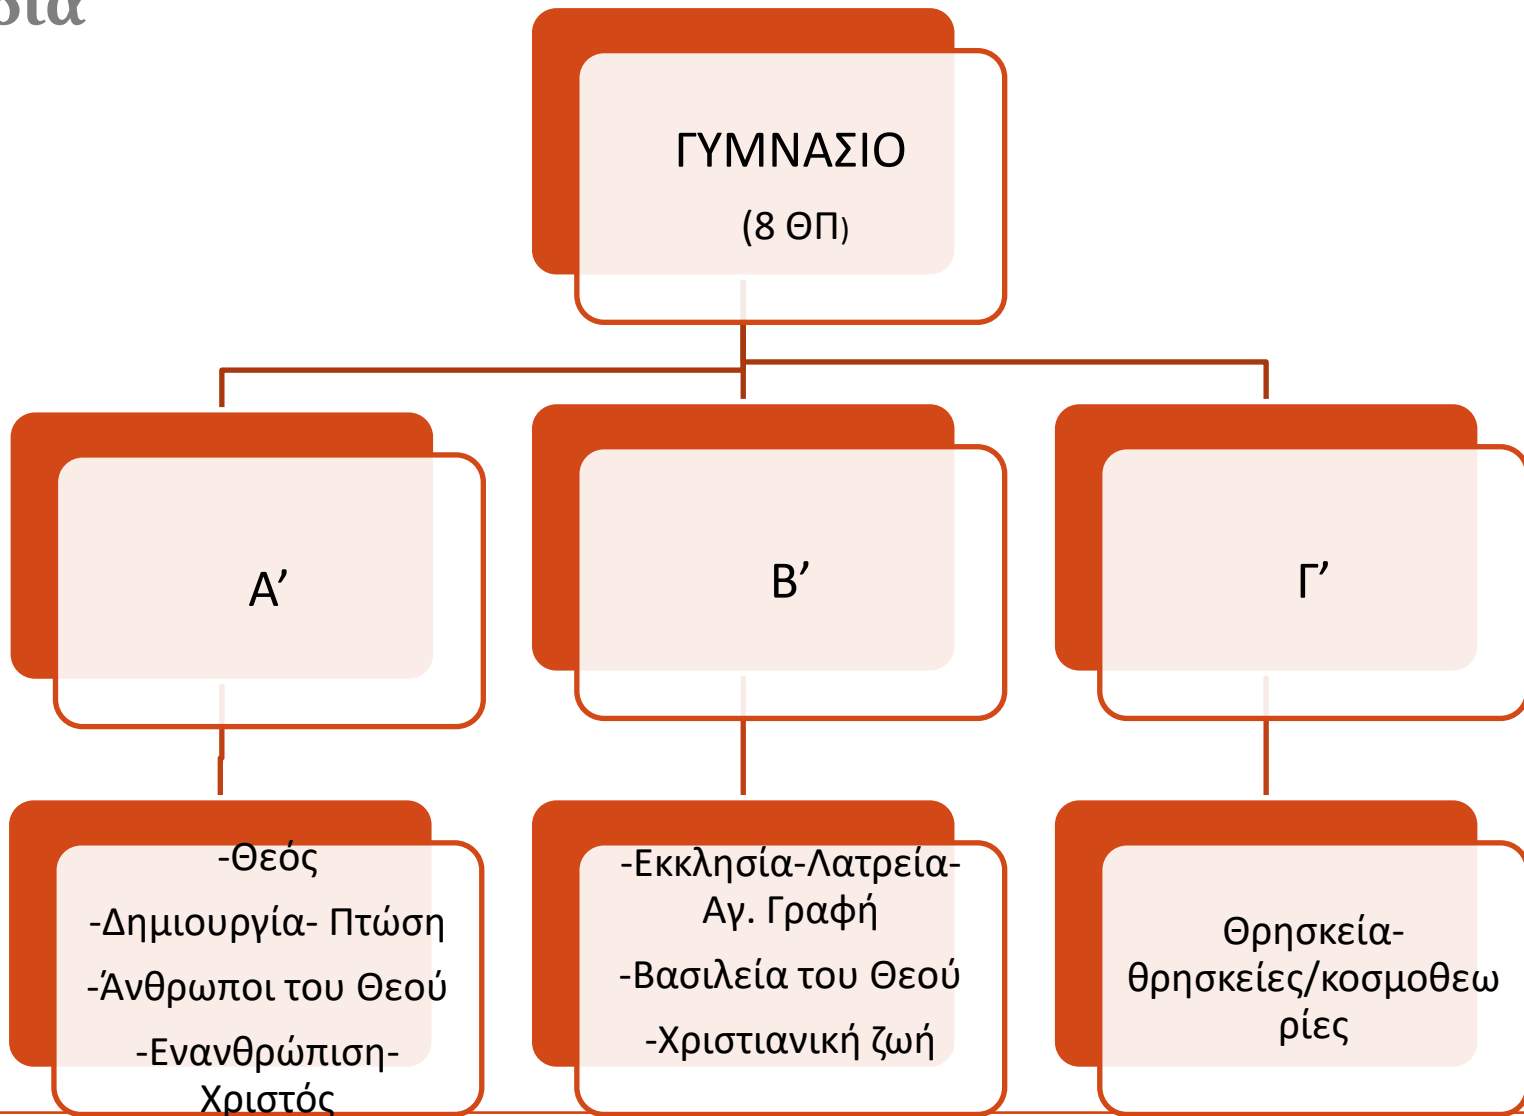 ΓΥΜΝΑΣΙΟ
(8 ΘΠ)
Α’
Β’
Γ’
-Θεός
-Δημιουργία- Πτώση
-Άνθρωποι του Θεού
-Ενανθρώπιση-
Χριστός
-Εκκλησία-Λατρεία-
Αγ. Γραφή
-Βασιλεία του Θεού
-Χριστιανική ζωή
Θρησκεία-
θρησκείες/κοσμοθεω
ρίες